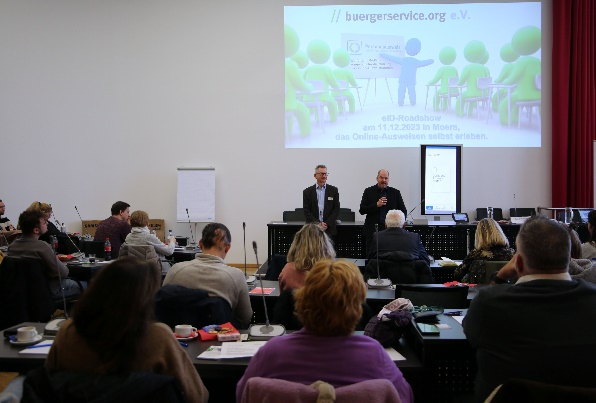 // buergerservice.org e.V.
eID-Roadshow
am 11.12.2023 in Moers,
das Online-Ausweisen selbst erleben.